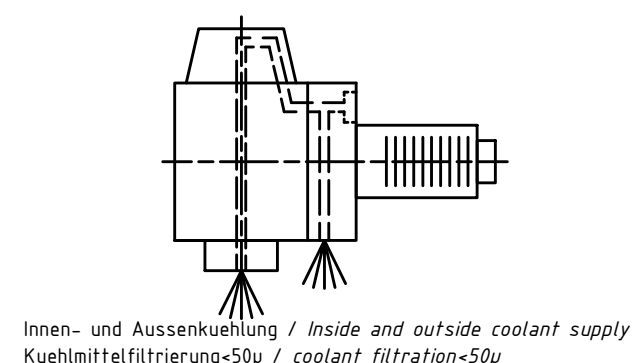 Innen- und Aussenkuehlung / Inside and outside coolant supply
Kuehlmittelfiltrierung<50µ / coolant filtration<50µ